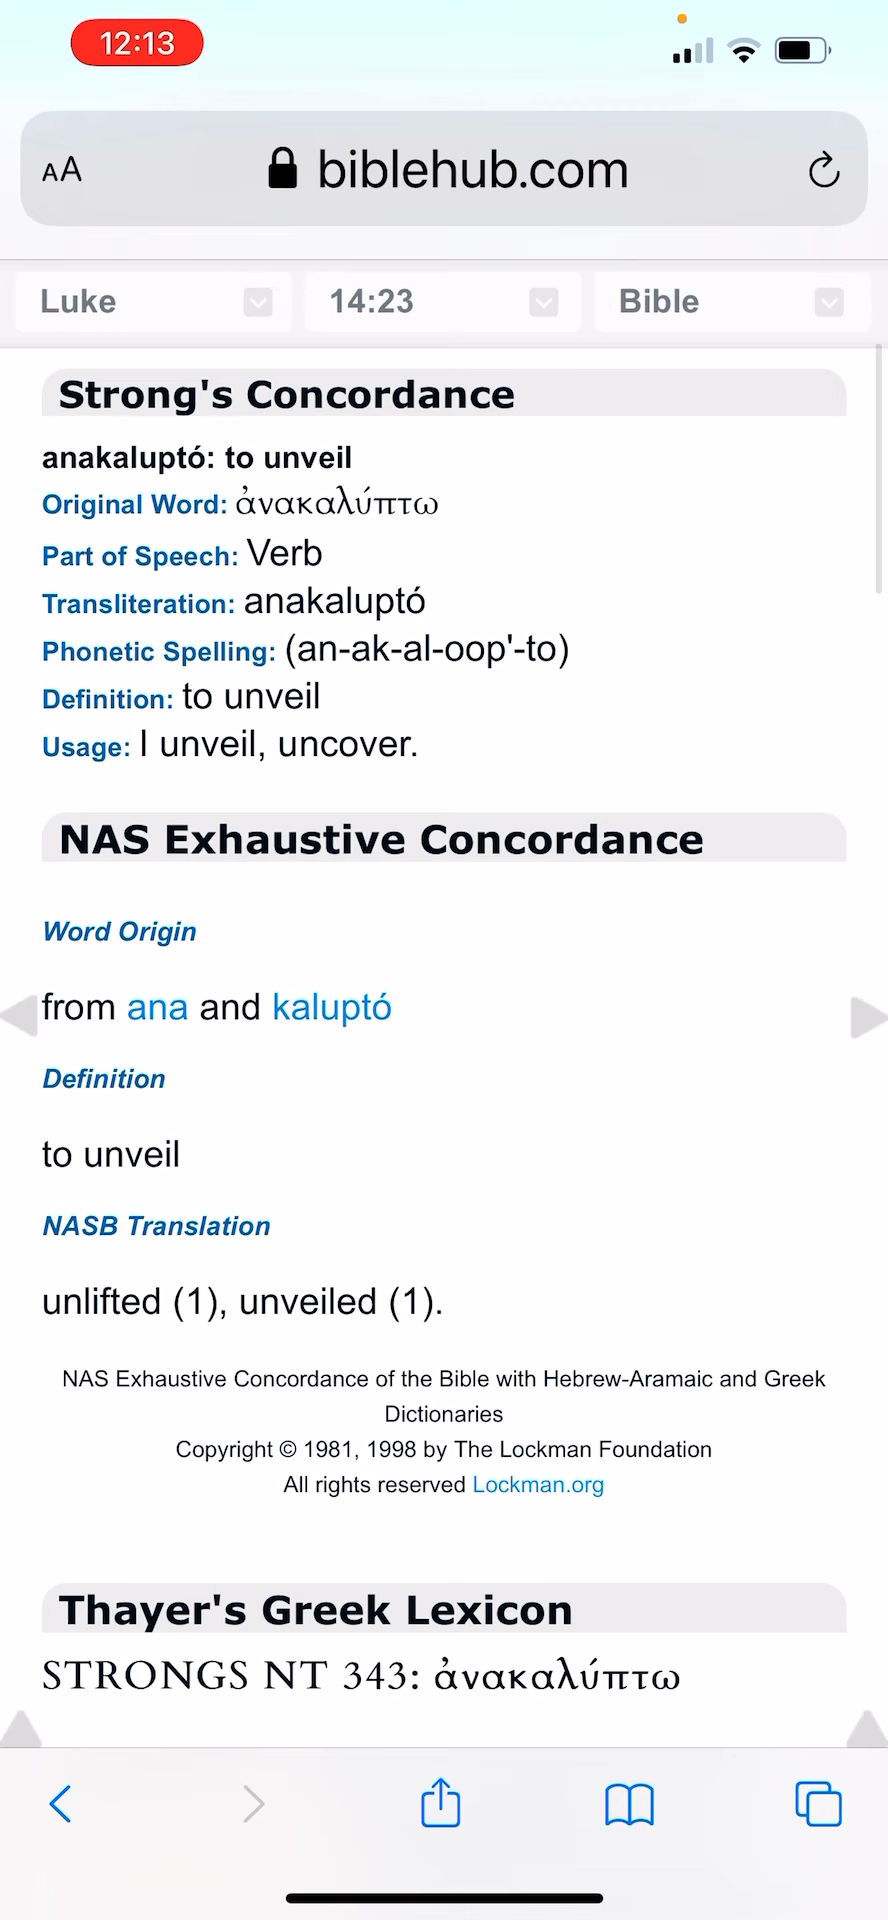 12:13
AA biblehub.com
Luke 14:23 Bible
Strong's Concordance
anakaluptó: to unveil
Original Word: ἀνακαλύπτω
Part of Speech: Verb
Transliteration: anakaluptó
Phonetic Spelling: (an-ak-al-oop'-to)
Definition: to unveil
Usage: I unveil, uncover.
NAS Exhaustive Concordance
Word Origin
from ana and kaluptó
Definition
to unveil
NASB Translation
unlifted (1), unveiled (1).
NAS Exhaustive Concordance of the Bible with Hebrew-Aramaic and Greek
Dictionaries
Copyright © 1981, 1998 by The Lockman Foundation
All rights reserved Lockman.org
Thayer's Greek Lexicon
STRONGS NT 343: ἀνακαλύπτω